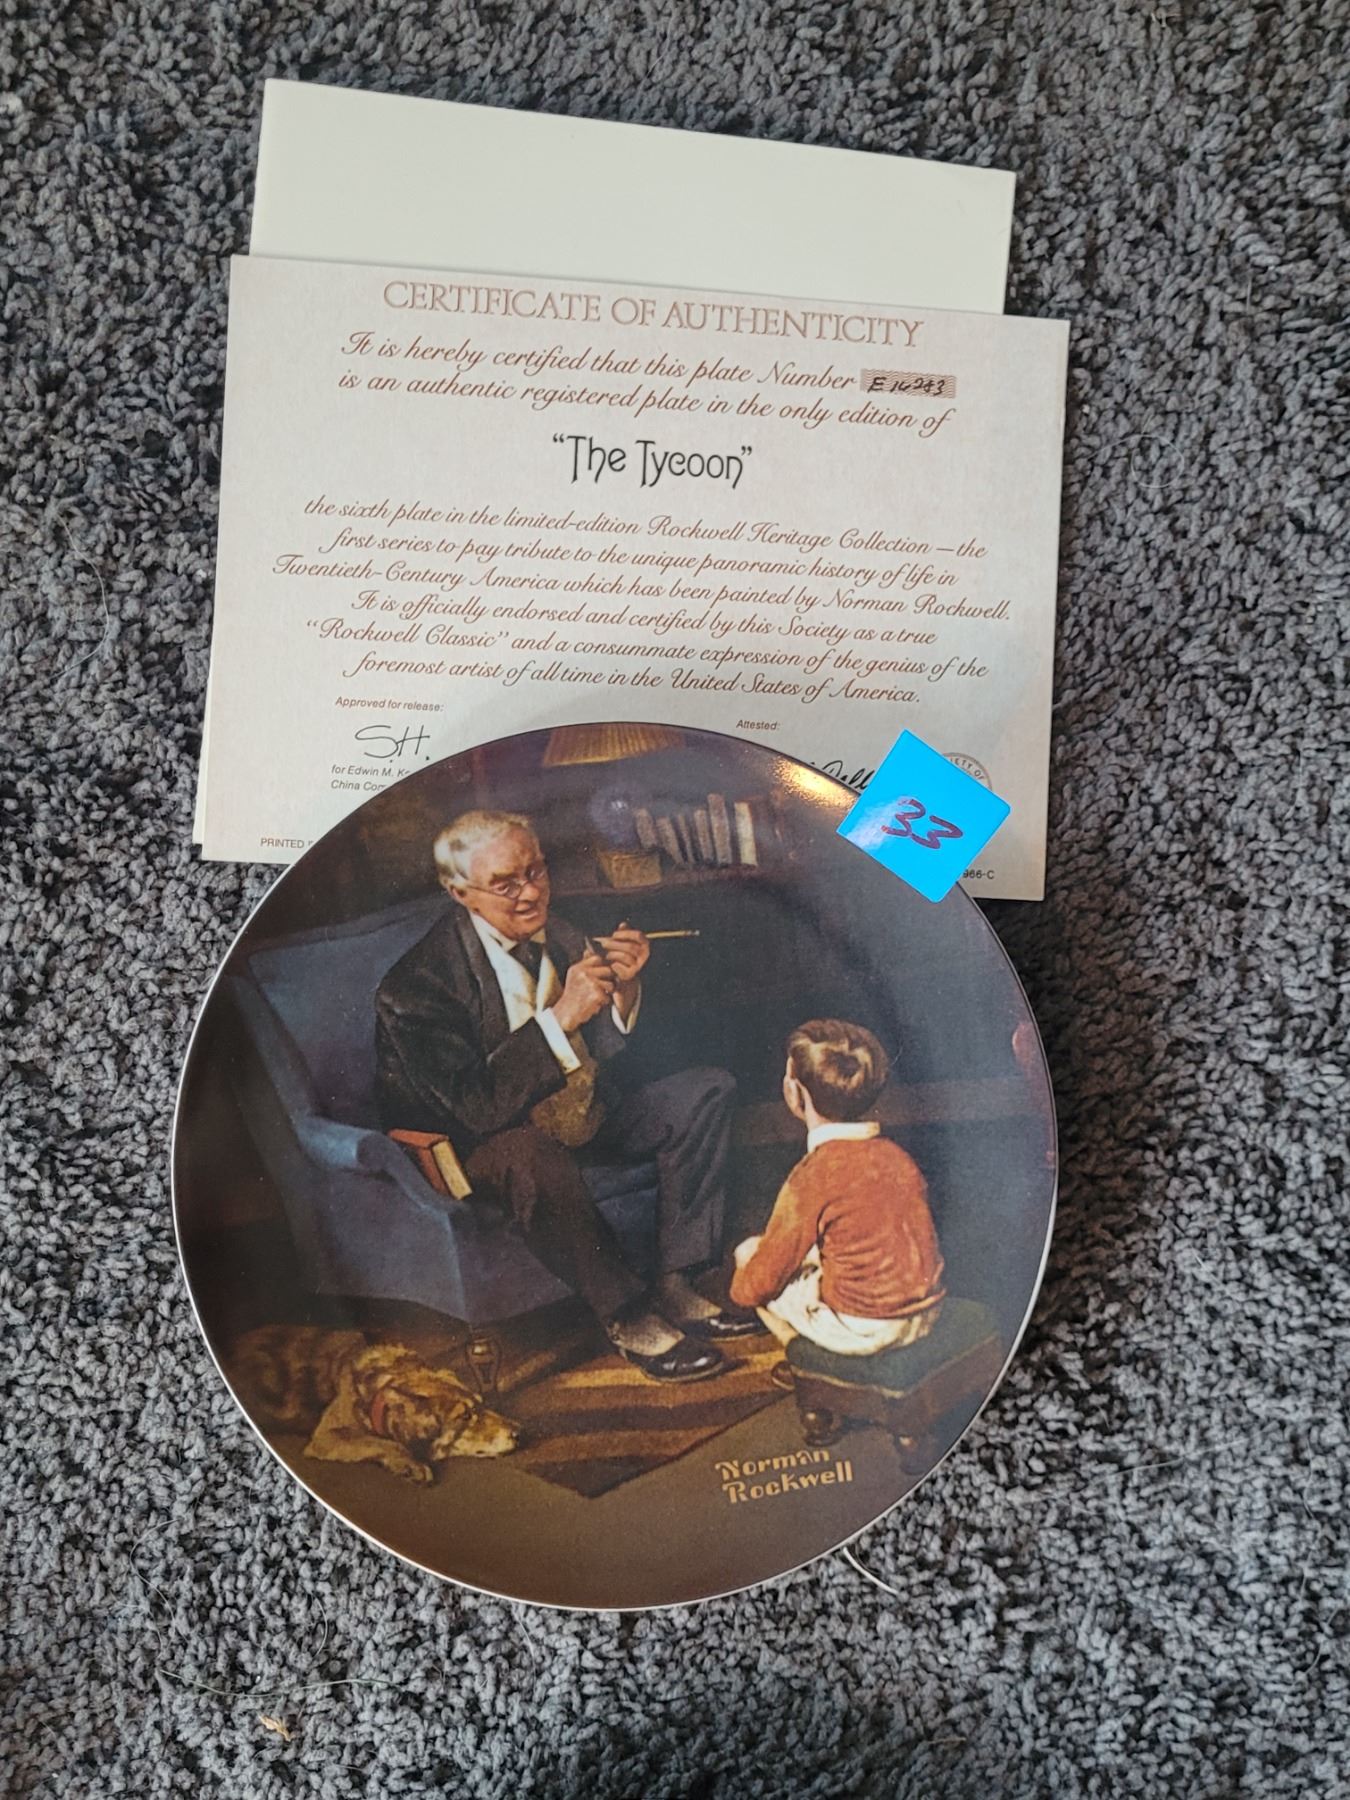 CERTIFICATE OF AUTHENTICITY
It is hereby certified that this plate Number
is an authentic registered plate in the only edition of
"The Tycoon"
the sixth plate in the limited-edition Rockwell Heritage Collection—the
first series to pay tribute to the unique panoramic history of life in
Twentieth-Century America which has been painted by Norman Rockwell.
It is officially endorsed and certified by this Society as a true
"Rockwell Classic" and a consummate expression of the genius of the
foremost artist of all time in the United States of America.
Approved for release:
Attested:
S.H.
for Edwin M.
China
PRINTED
966-C
33
Norman
Rockwell